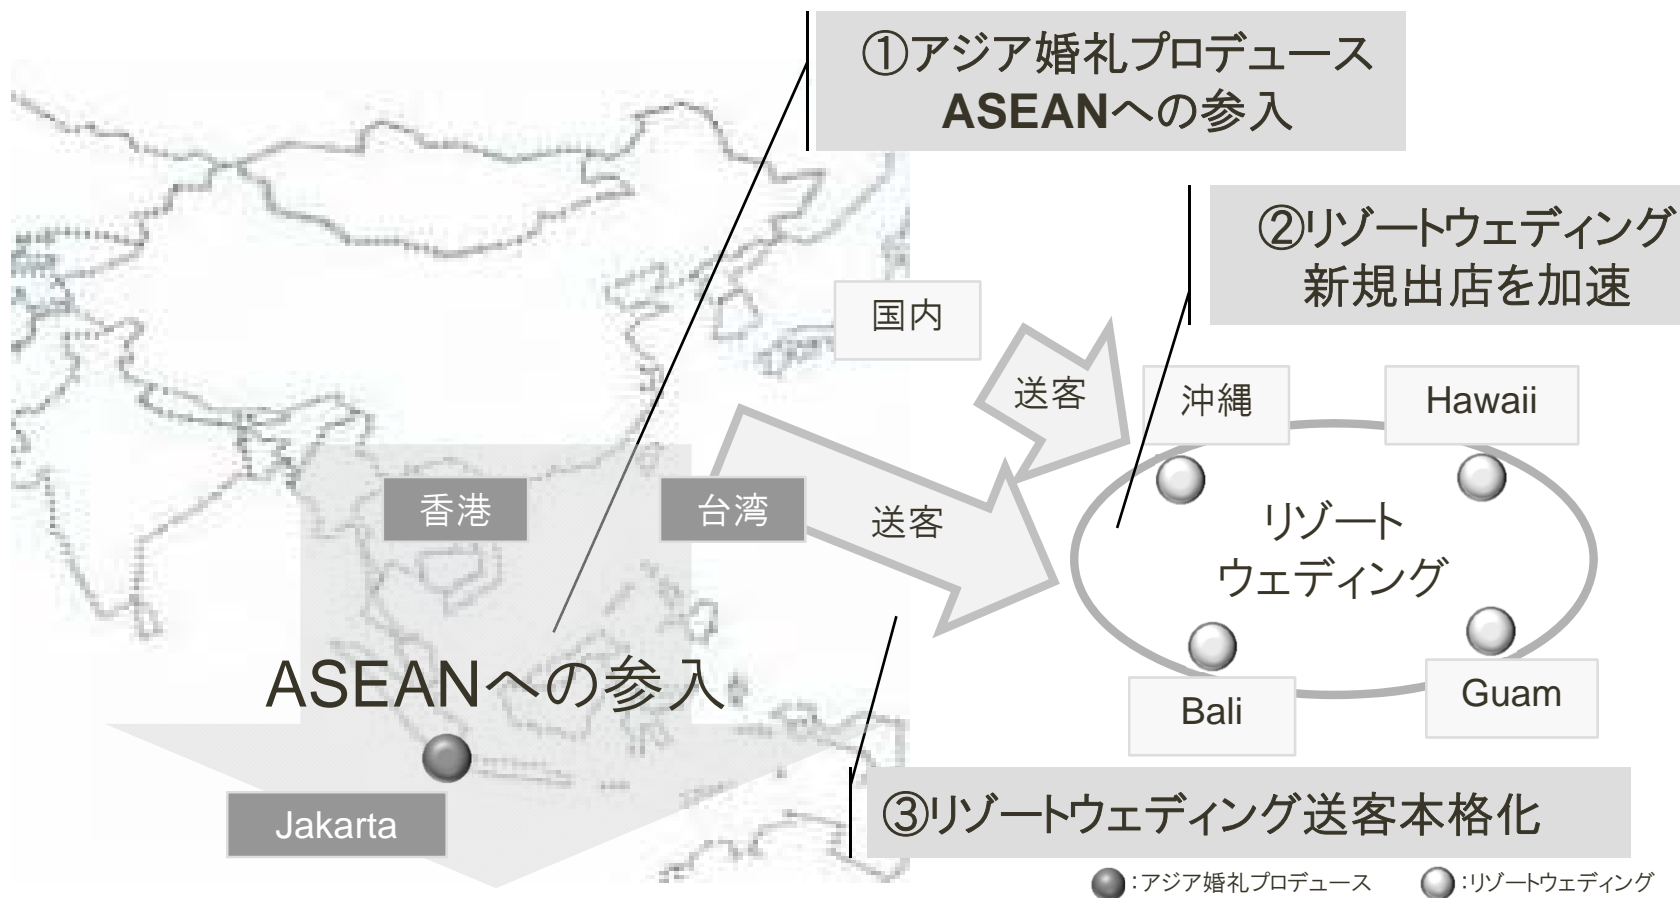 ①アジア婚礼プロデュース
ASEANへの参入
②リゾートウェディング
新規出店を加速
国内
送客
沖縄
Hawaii
香港
台湾
送客
リゾート
ウェディング
ASEANへの参入
Bali
Guam
Jakarta
③リゾートウェディング送客本格化
：アジア婚礼プロデュース
：リゾートウェディング